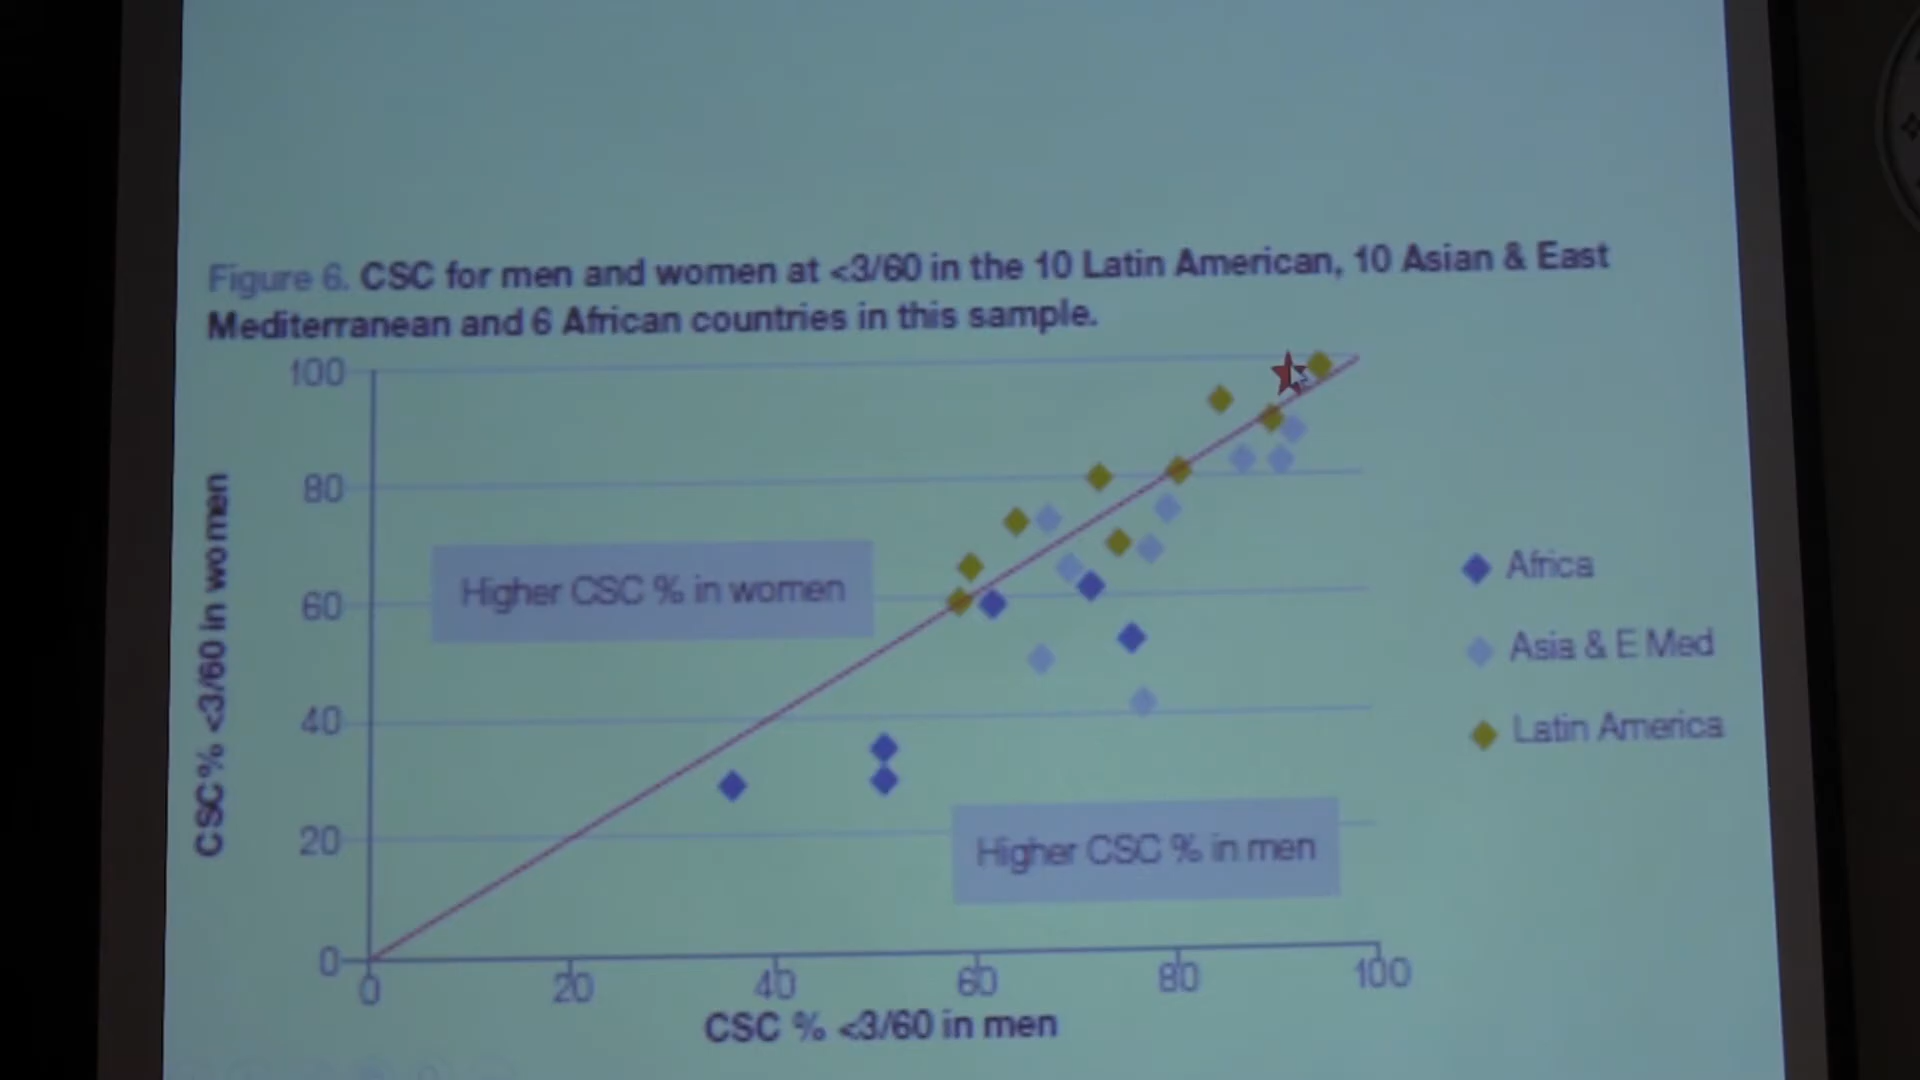 Figure 6. CSC for men and women at <3/60 in the 10 Latin American, 10 Asian & East
Mediterranean and 6 African countries in this sample.
100
80
60
40
20
0
CSC% <3/60 in women
Higher CSC % in women
Higher CSC % in men
Africa
Asia & E Med
Latin America
0 20 40 60 80 100
CSC % <3/60 in men